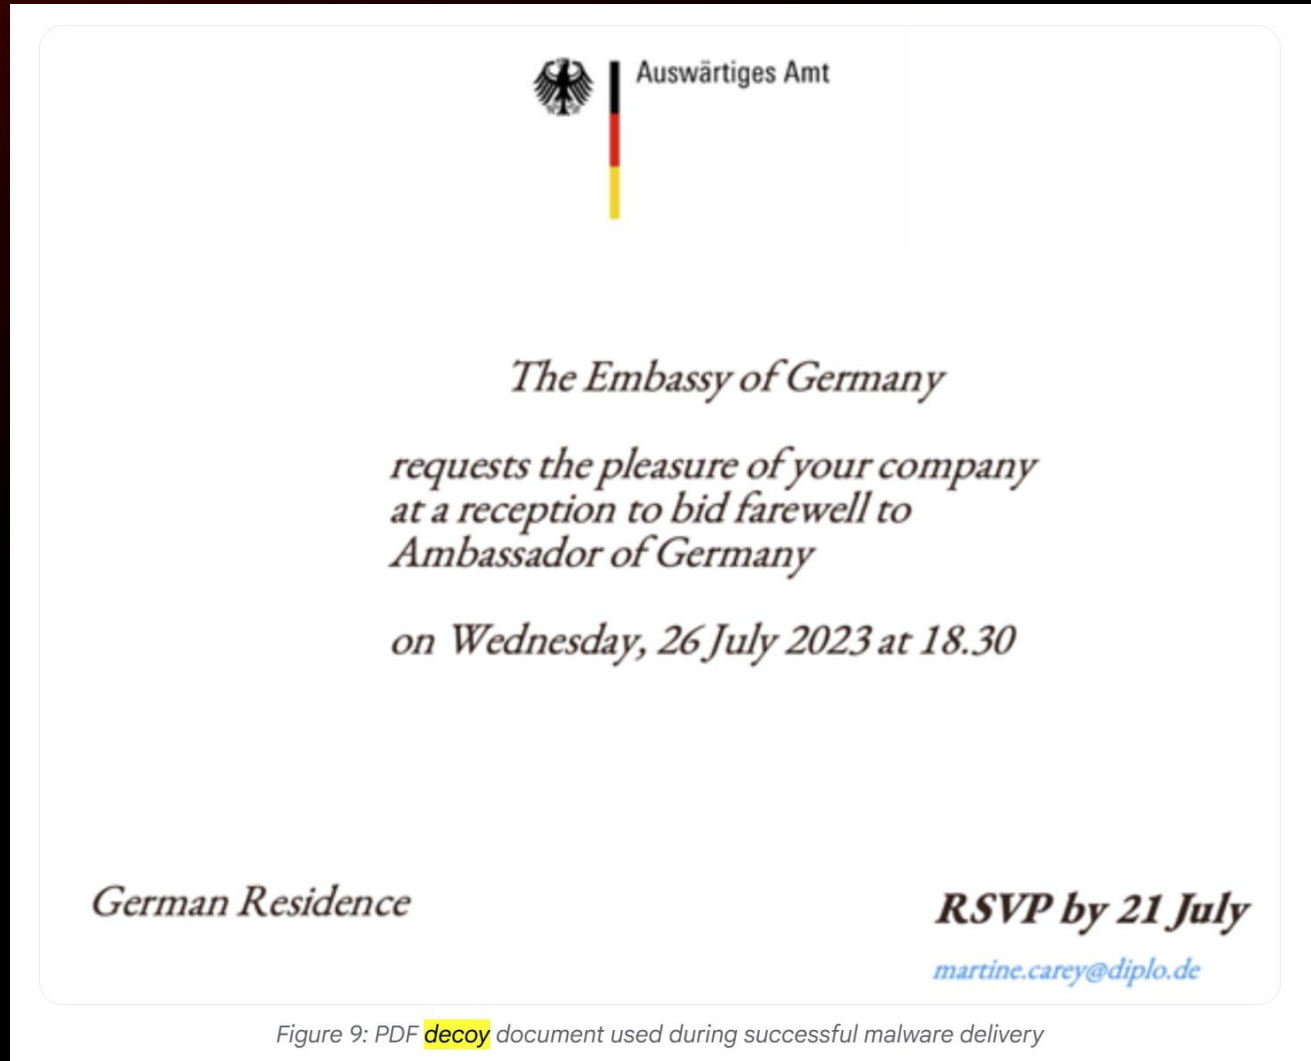 Auswärtiges Amt
The Embassy of Germany
requests the pleasure of your company
at a reception to bid farewell to
Ambassador of Germany
on Wednesday, 26 July 2023 at 18.30
German Residence
RSVP by 21 July
martine.carey@diplo.de
Figure 9: PDF decoy document used during successful malware delivery